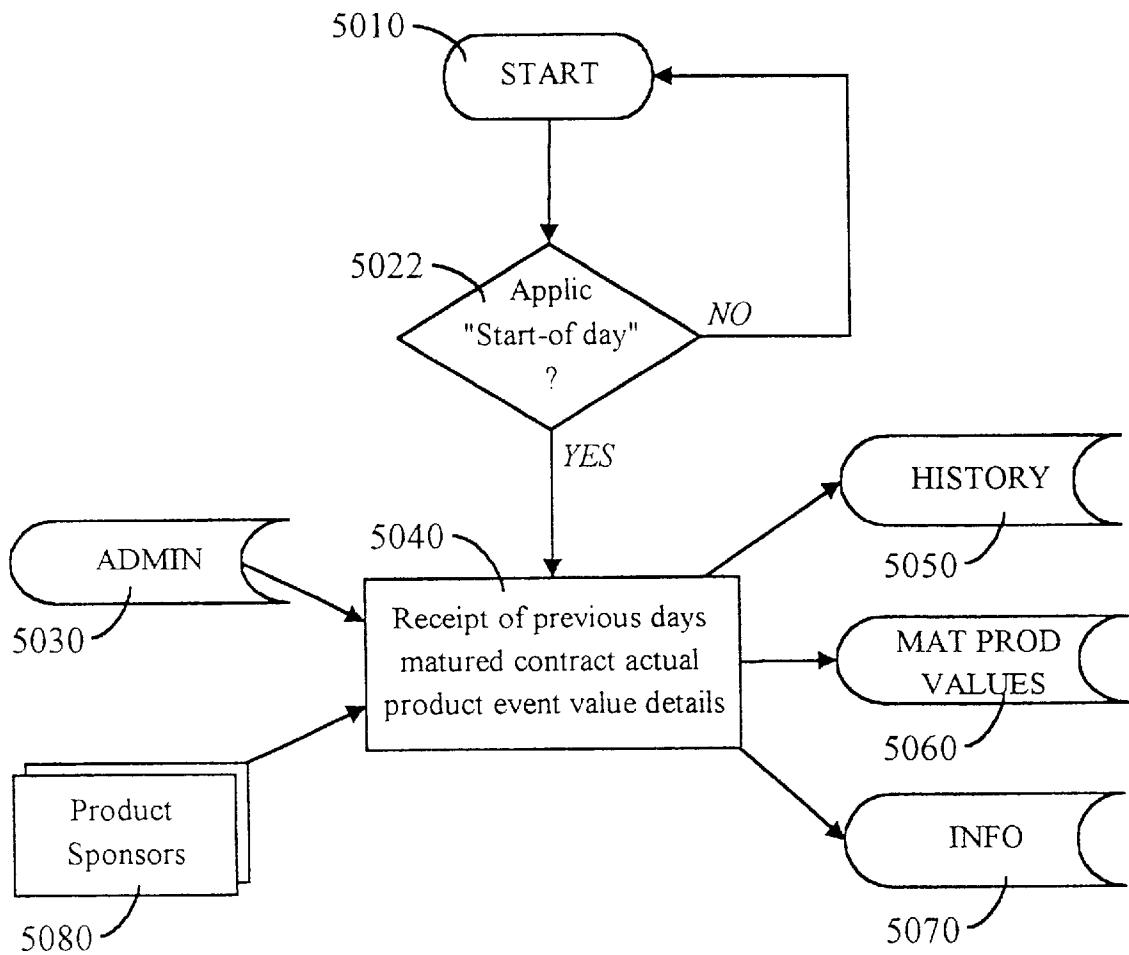 5010
START
5022
Applic
"Start-of day"
?
NO
YES
HISTORY
5050
ADMIN
5030
5040
Receipt of previous days
matured contract actual
product event value details
MAT PROD
VALUES
5060
Product
Sponsors
5080
INFO
5070